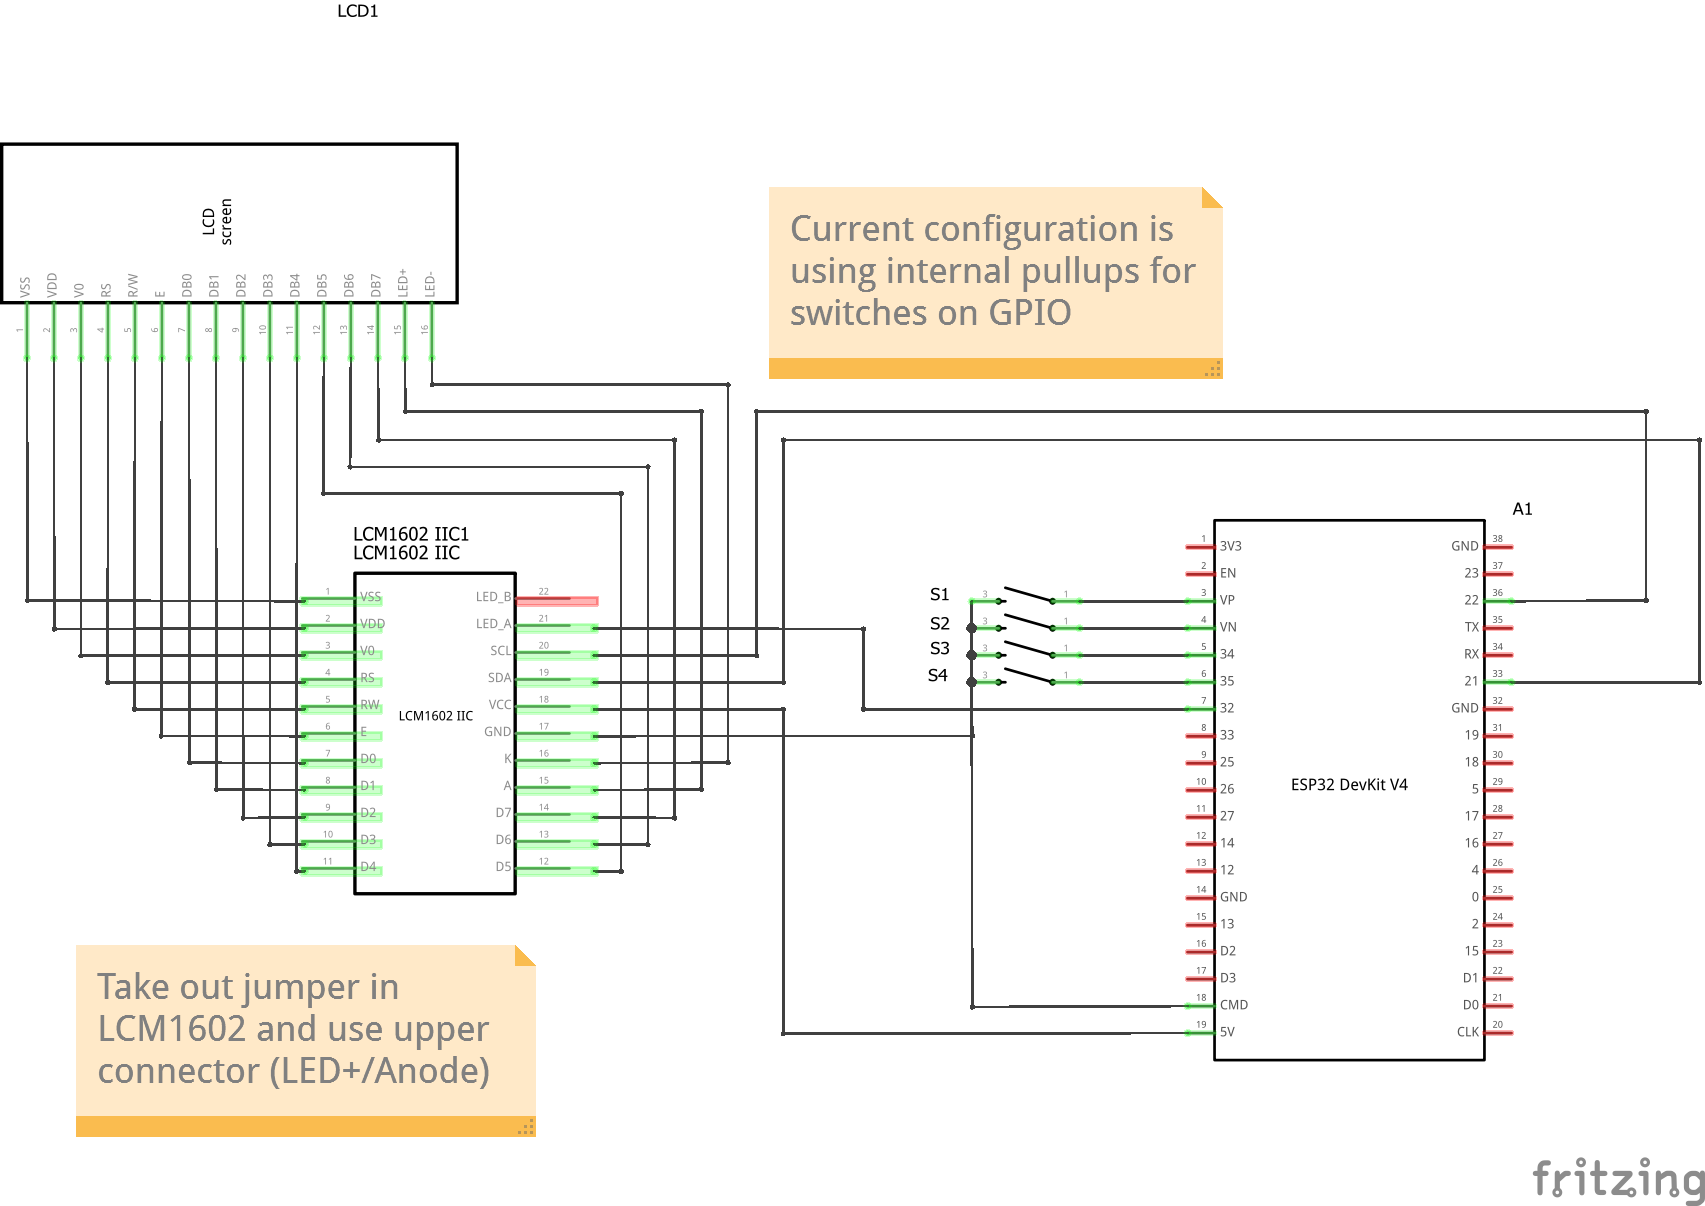 LCD1
LCD
screen
VSS
VDD
V0
RS
R/W
E
DB0
DB1
DB2
DB3
DB4
DB5
DB6
DB7
LED+
LED-
1
2
3
4
5
6
7
8
9
10
11
12
13
14
15
16
Current configuration is
using internal pullups for
switches on GPIO
LCM1602 IIC1
LCM1602 IIC
1 VSS
2 VDD
3 V0
4 RS
5 RW
6 E
7 D0
8 D1
9 D2
10 D3
11 D4
LCM1602 IIC
LED_B 22
LED_A 21
SCL 20
SDA 19
VCC 18
GND 17
K 16
A 15
D7 14
D6 13
D5 12
S1 3 1
S2 3 1
S3 3 1
S4 3 1
A1
1 3V3
2 EN
3 VP
4 VN
5 34
6 35
7 32
8 33
9 25
10 26
11 27
12 14
13 12
14 GND
15 13
16 D2
17 D3
18 CMD
19 5V
ESP32 DevKit V4
GND 38
23 37
22 36
TX 35
RX 34
21 33
GND 32
19 31
18 30
5 29
17 28
16 27
4 26
0 25
2 24
15 23
D1 22
D0 21
CLK 20
Take out jumper in
LCM1602 and use upper
connector (LED+/Anode)
fritzing